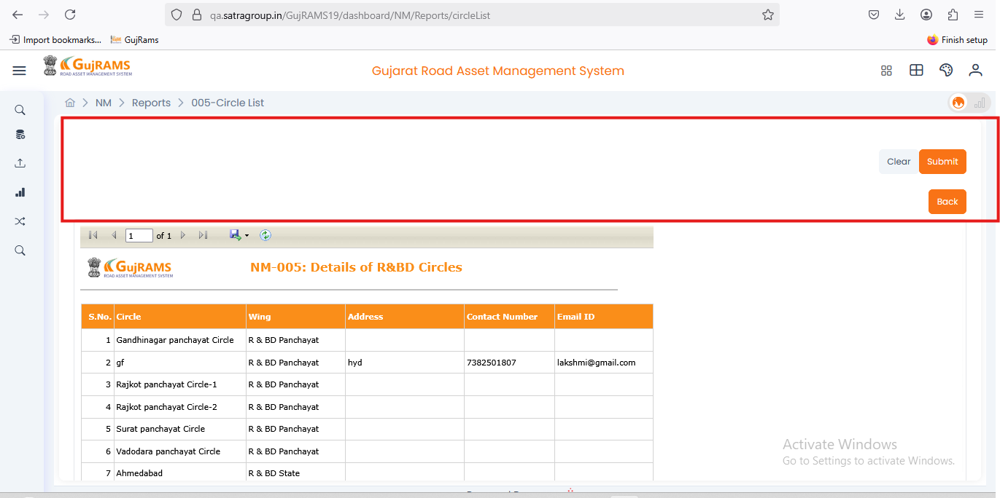 qa.satragroup.in/GujRAMS19/dashboard/NM/Reports/circleList
Import bookmarks... GujRams Finish setup
GujRAMS
ROAD ASSET MANAGEMENT SYSTEM
Gujarat Road Asset Management System
NM Reports 005-Circle List
Clear Submit
Back
1 of 1
GujRAMS
ROAD ASSET MANAGEMENT SYSTEM
NM-005: Details of R&BD Circles
S.No. Circle Wing Address Contact Number Email ID
1 Gandhinagar panchayat Circle R & BD Panchayat
2 gf R & BD Panchayat hyd 7382501807 lakshmi@gmail.com
3 Rajkot panchayat Circle-1 R & BD Panchayat
4 Rajkot panchayat Circle-2 R & BD Panchayat
5 Surat panchayat Circle R & BD Panchayat
6 Vadodara panchayat Circle R & BD Panchayat
7 Ahmedabad R & BD State
Activate Windows
Go to Settings to activate Windows.